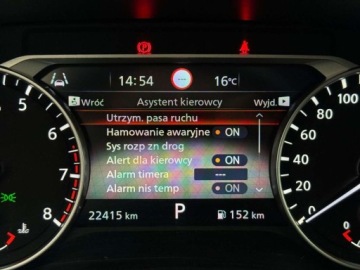 14:54 --- 16°C
Wróć Asystent kierowcy Wyjd.
Utrzym. pasa ruchu
Hamowanie awaryjne ON
Sys rozp zn drog
Alert dla kierowcy ON
Alarm timera ---
Alarm nis temp ON
22415 km P 152 km
5
6
7
8
100
80
60
40
20
0